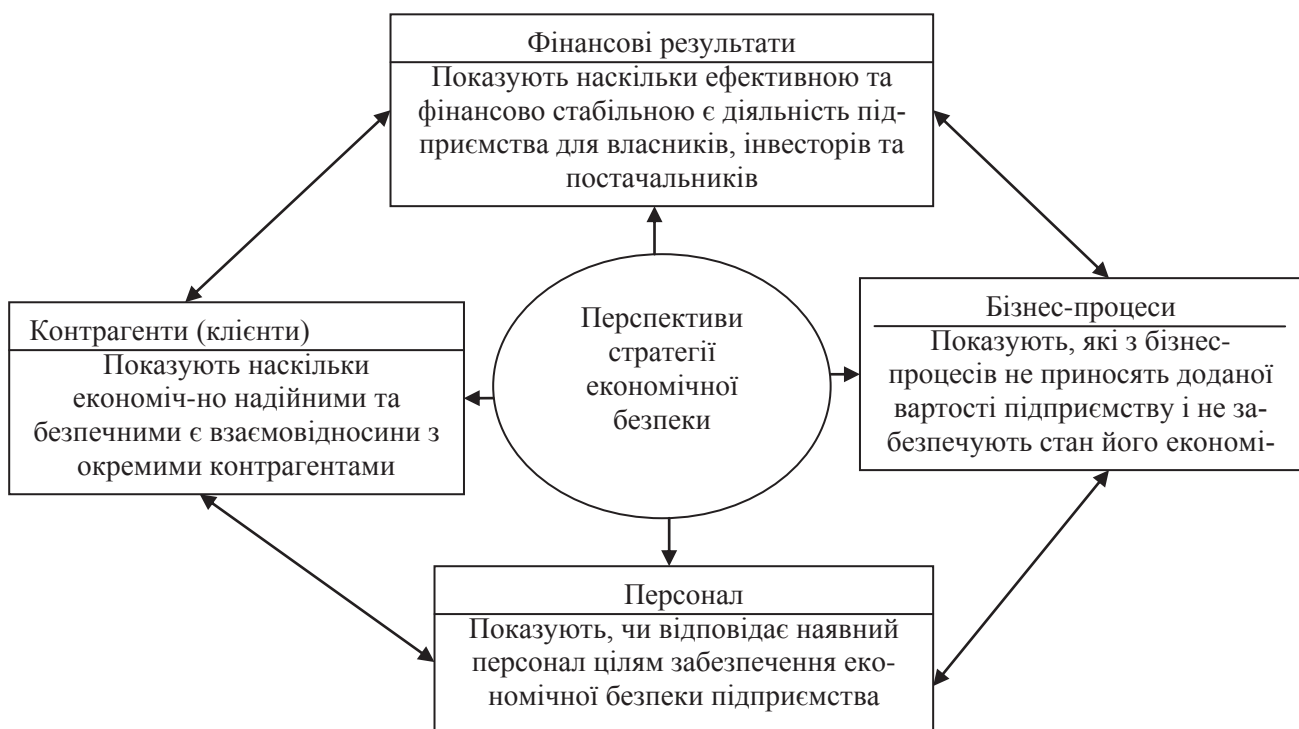 Фінансові результати
Показують наскільки ефективною та
фінансово стабільною є діяльність під-
приємства для власників, інвесторів та
постачальників
Контрагенти (клієнти)
Показують наскільки
економіч-но надійними та
безпечними є взаємовідносини з
окремими контрагентами
Перспективи
стратегії
економічної
безпеки
Бізнес-процеси
Показують, які з бізнес-
процесів не приносять доданої
вартості підприємству і не за-
безпечують стан його економі-
Персонал
Показують, чи відповідає наявний
персонал цілям забезпечення еко-
номічної безпеки підприємства